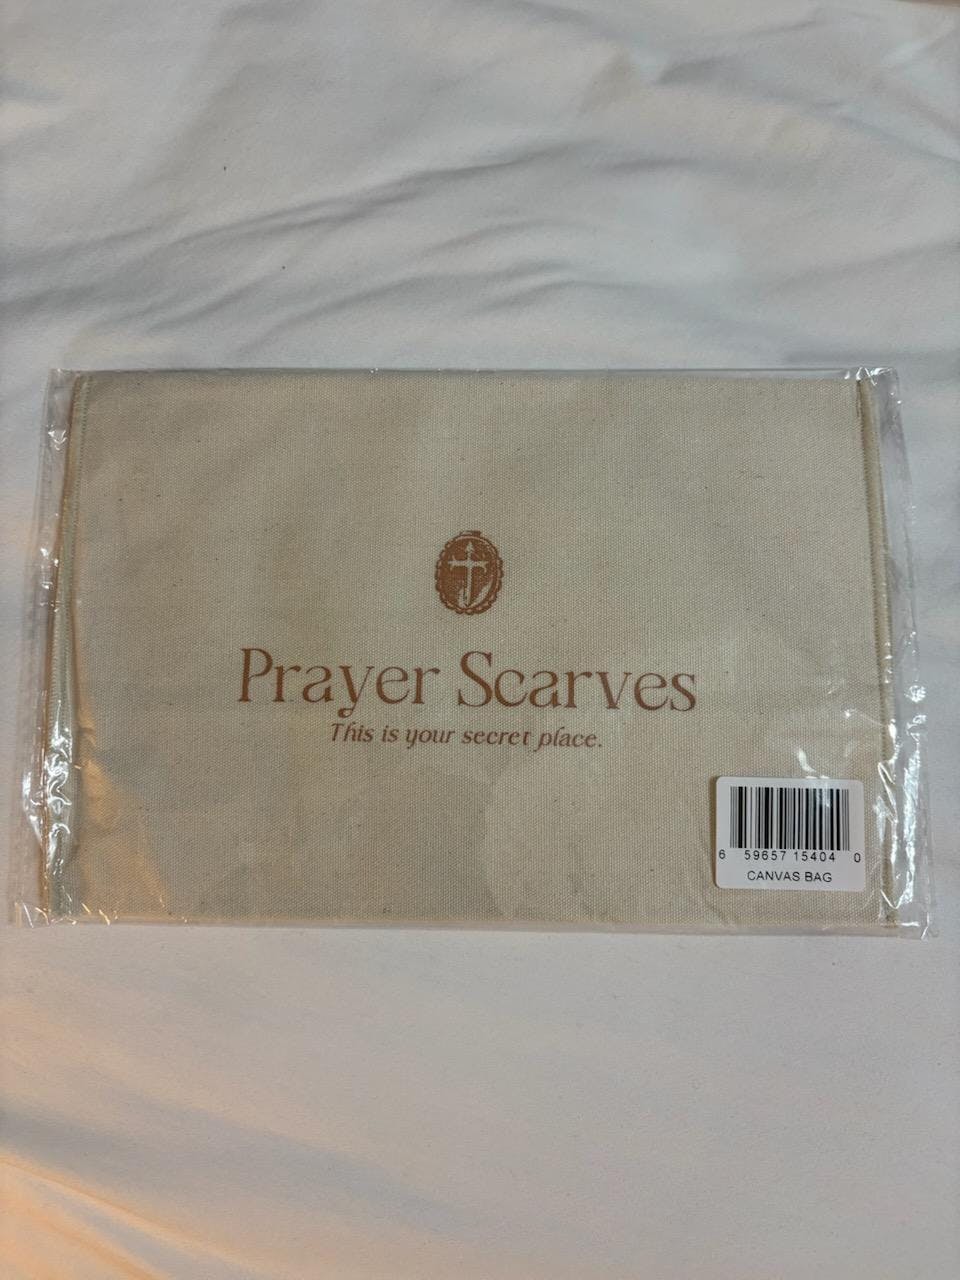 Prayer Scarves
This is your secret place.
6 59657 15404 0
CANVAS BAG